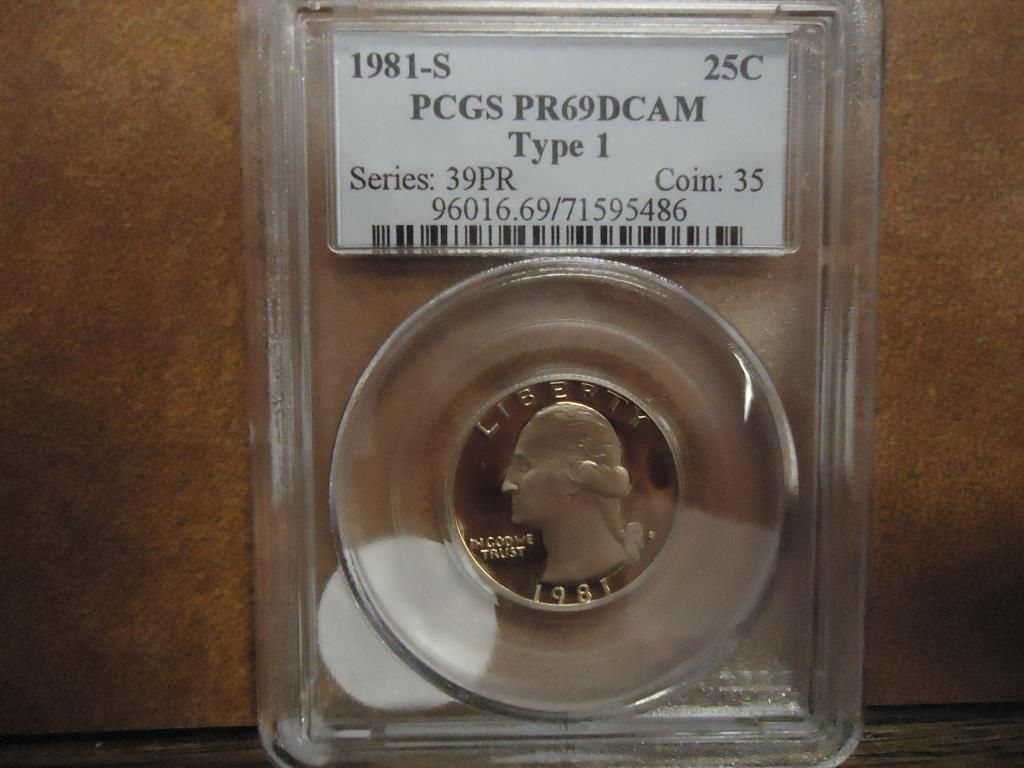 1981-S 25C
PCGS PR69DCAM
Type 1
Series: 39PR Coin: 35
96016.69/71595486
LIBERTY
IN GOD WE
TRUST
1981